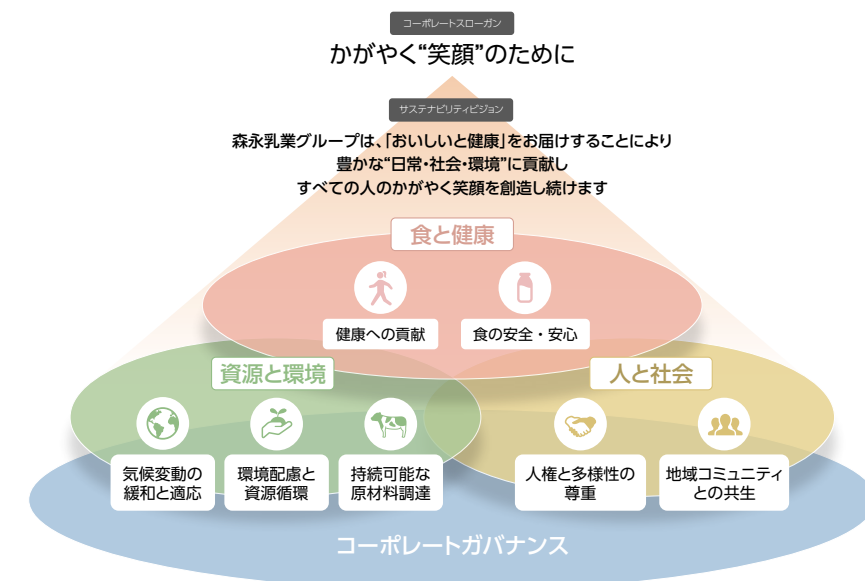 コーポレートスローガン
かがやく“笑顔”のために
サステナビリティビジョン
森永乳業グループは、「おいしいと健康」をお届けすることにより
豊かな“日常・社会・環境”に貢献し
すべての人のかがやく笑顔を創造し続けます
食と健康
健康への貢献
食の安全・安心
資源と環境
気候変動の
緩和と適応
環境配慮と
資源循環
持続可能な
原材料調達
人と社会
人権と多様性の
尊重
地域コミュニティ
との共生
コーポレートガバナンス